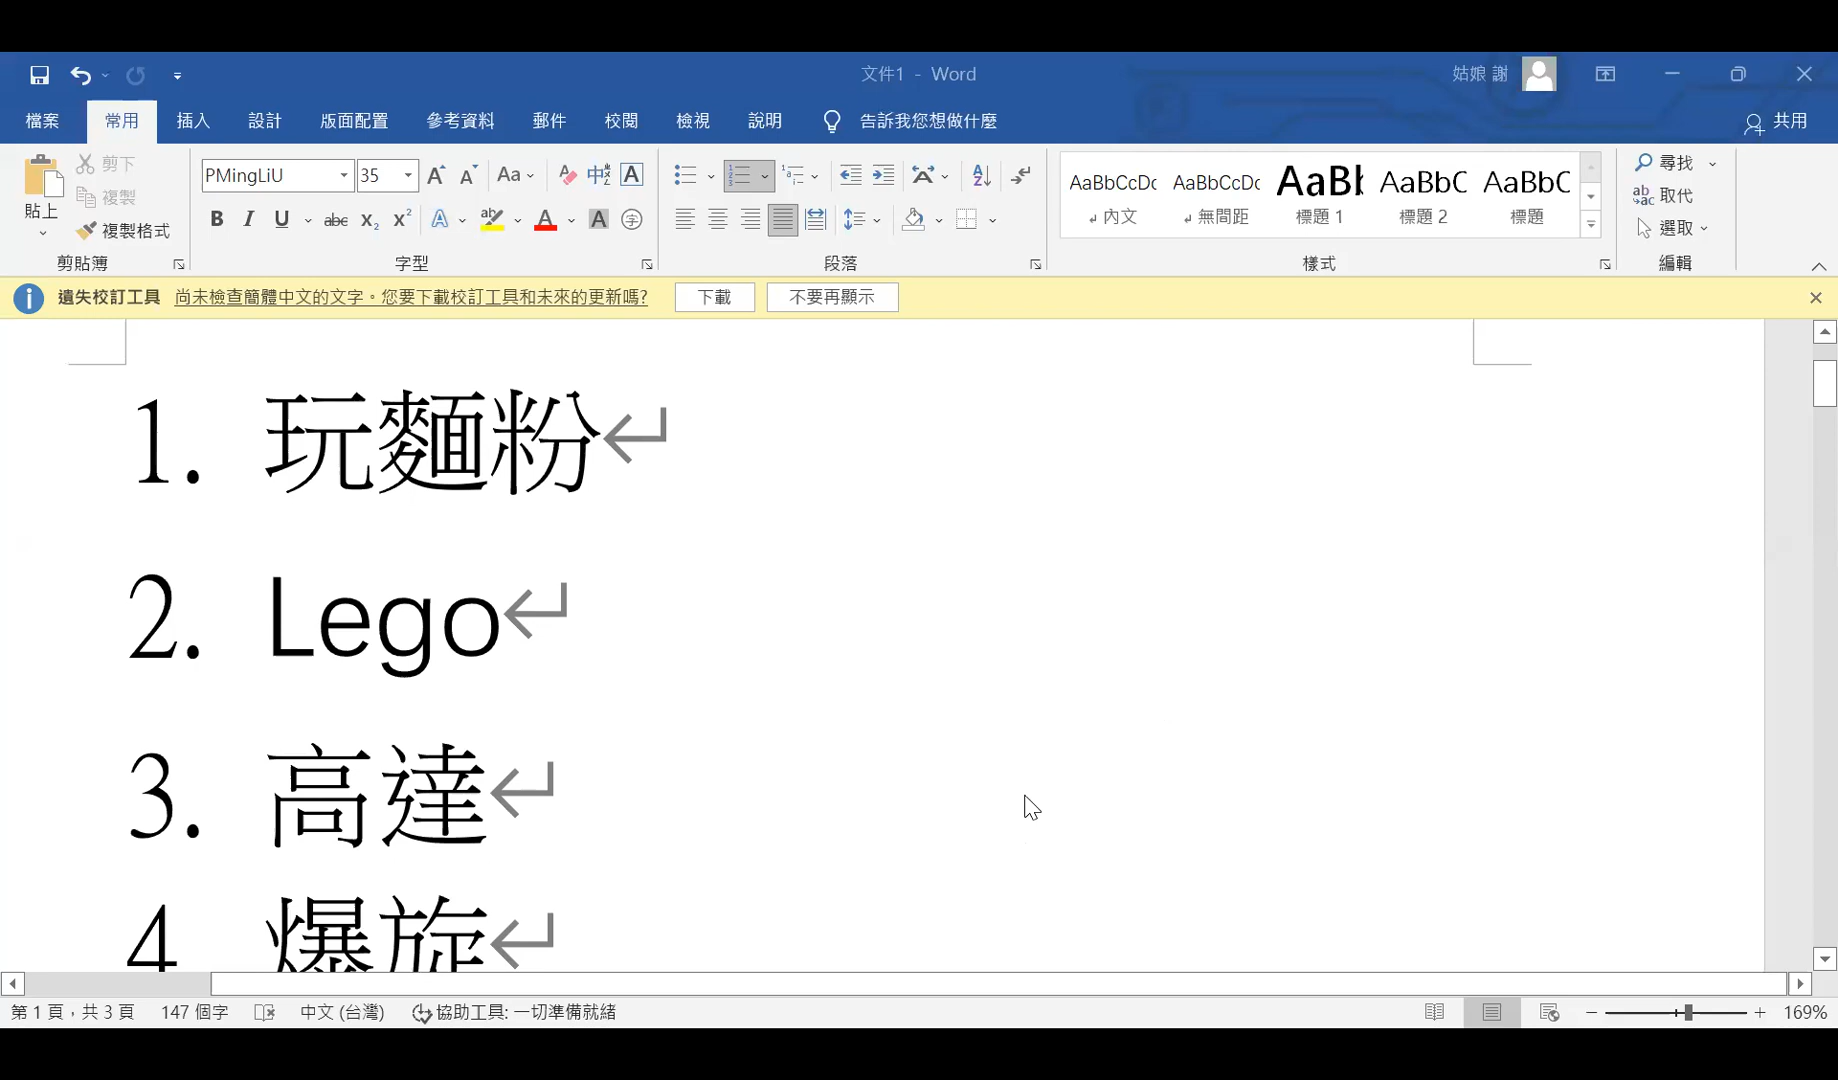 文件1 - Word
姑娘 謝
檔案 常用 插入 設計 版面配置 參考資料 郵件 校閱 檢視 說明 告訴我您想做什麼 共用
貼上
剪下
複製
複製格式
剪貼簿
PMingLiU 35
字型
段落
AaBbCcDc AaBbCcDc AaBb AaBbC AaBbC
內文 無間距 標題 1 標題 2 標題
樣式
尋找
取代
選取
編輯
遺失校訂工具 尚未檢查簡體中文的文字。您要下載校訂工具和未來的更新嗎? 下載 不要再顯示
1. 玩麵粉
2. Lego
3. 高達
4 爆旋
第 1 頁，共 3 頁 147 個字 中文 (台灣) 協助工具: 一切準備就緒 169%